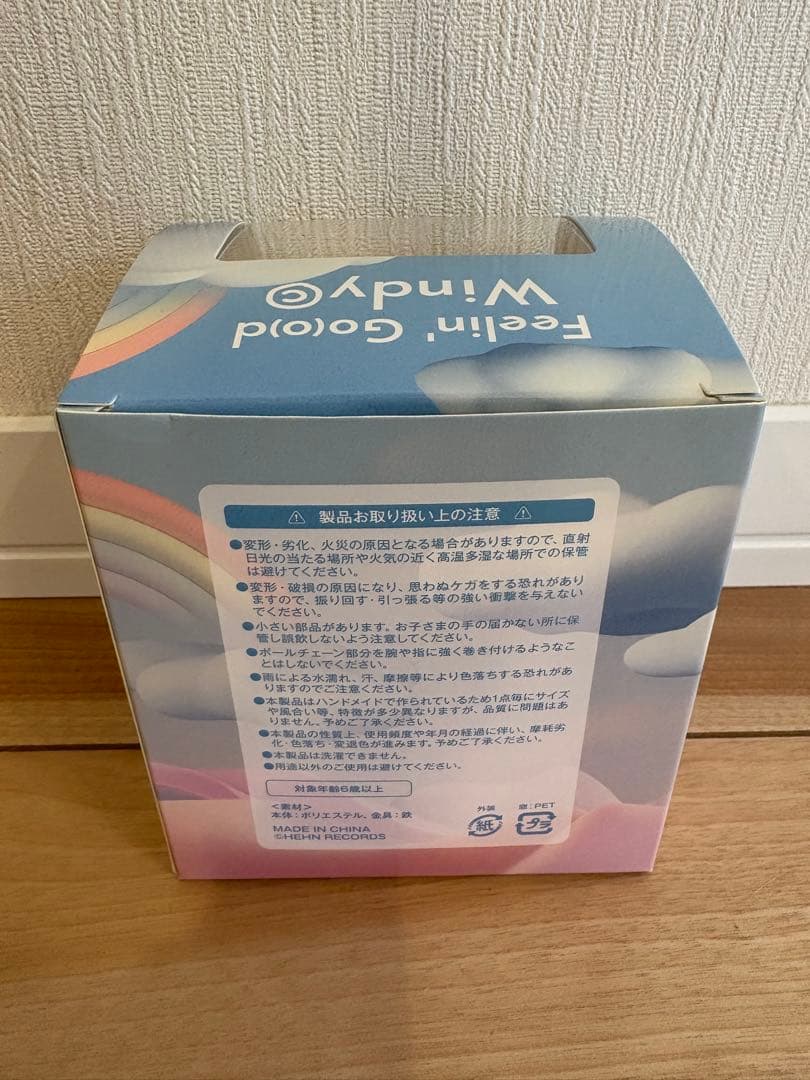 Feelin' Go(o)d
Windy©
⚠ 製品お取り扱い上の注意 ⚠
●変形・劣化、火災の原因となる場合がありますので、直射
日光の当たる場所や火気の近く高温多湿な場所での保管
は避けてください。
●変形・破損の原因になり、思わぬケガをする恐れがあり
ますので、振り回す・引っ張る等の強い衝撃を与えない
でください。
●小さい部品があります。お子さまの手の届かない所に保
管し誤飲しないよう注意してください。
●ボールチェーン部分を腕や指に強く巻き付けるようなこ
とはしないでください。
●雨による水濡れ、汗、摩擦等により色落ちする恐れがあ
りますのでご注意ください。
●本製品はハンドメイドで作られているため1点毎にサイズ
や風合い等、特徴が多少異なりますが、品質に問題はあ
りません。予めご了承ください。
●本製品の性質上、使用頻度や年月の経過に伴い、摩耗劣
化・色落ち・変退色が進みます。予めご了承ください。
●本製品は洗濯できません。
●用途以外のご使用は避けてください。
対象年齢6歳以上
＜素材＞
本体：ポリエステル、金具：鉄
MADE IN CHINA
©HEHN RECORDS
外装
紙
窓：PET
プラ